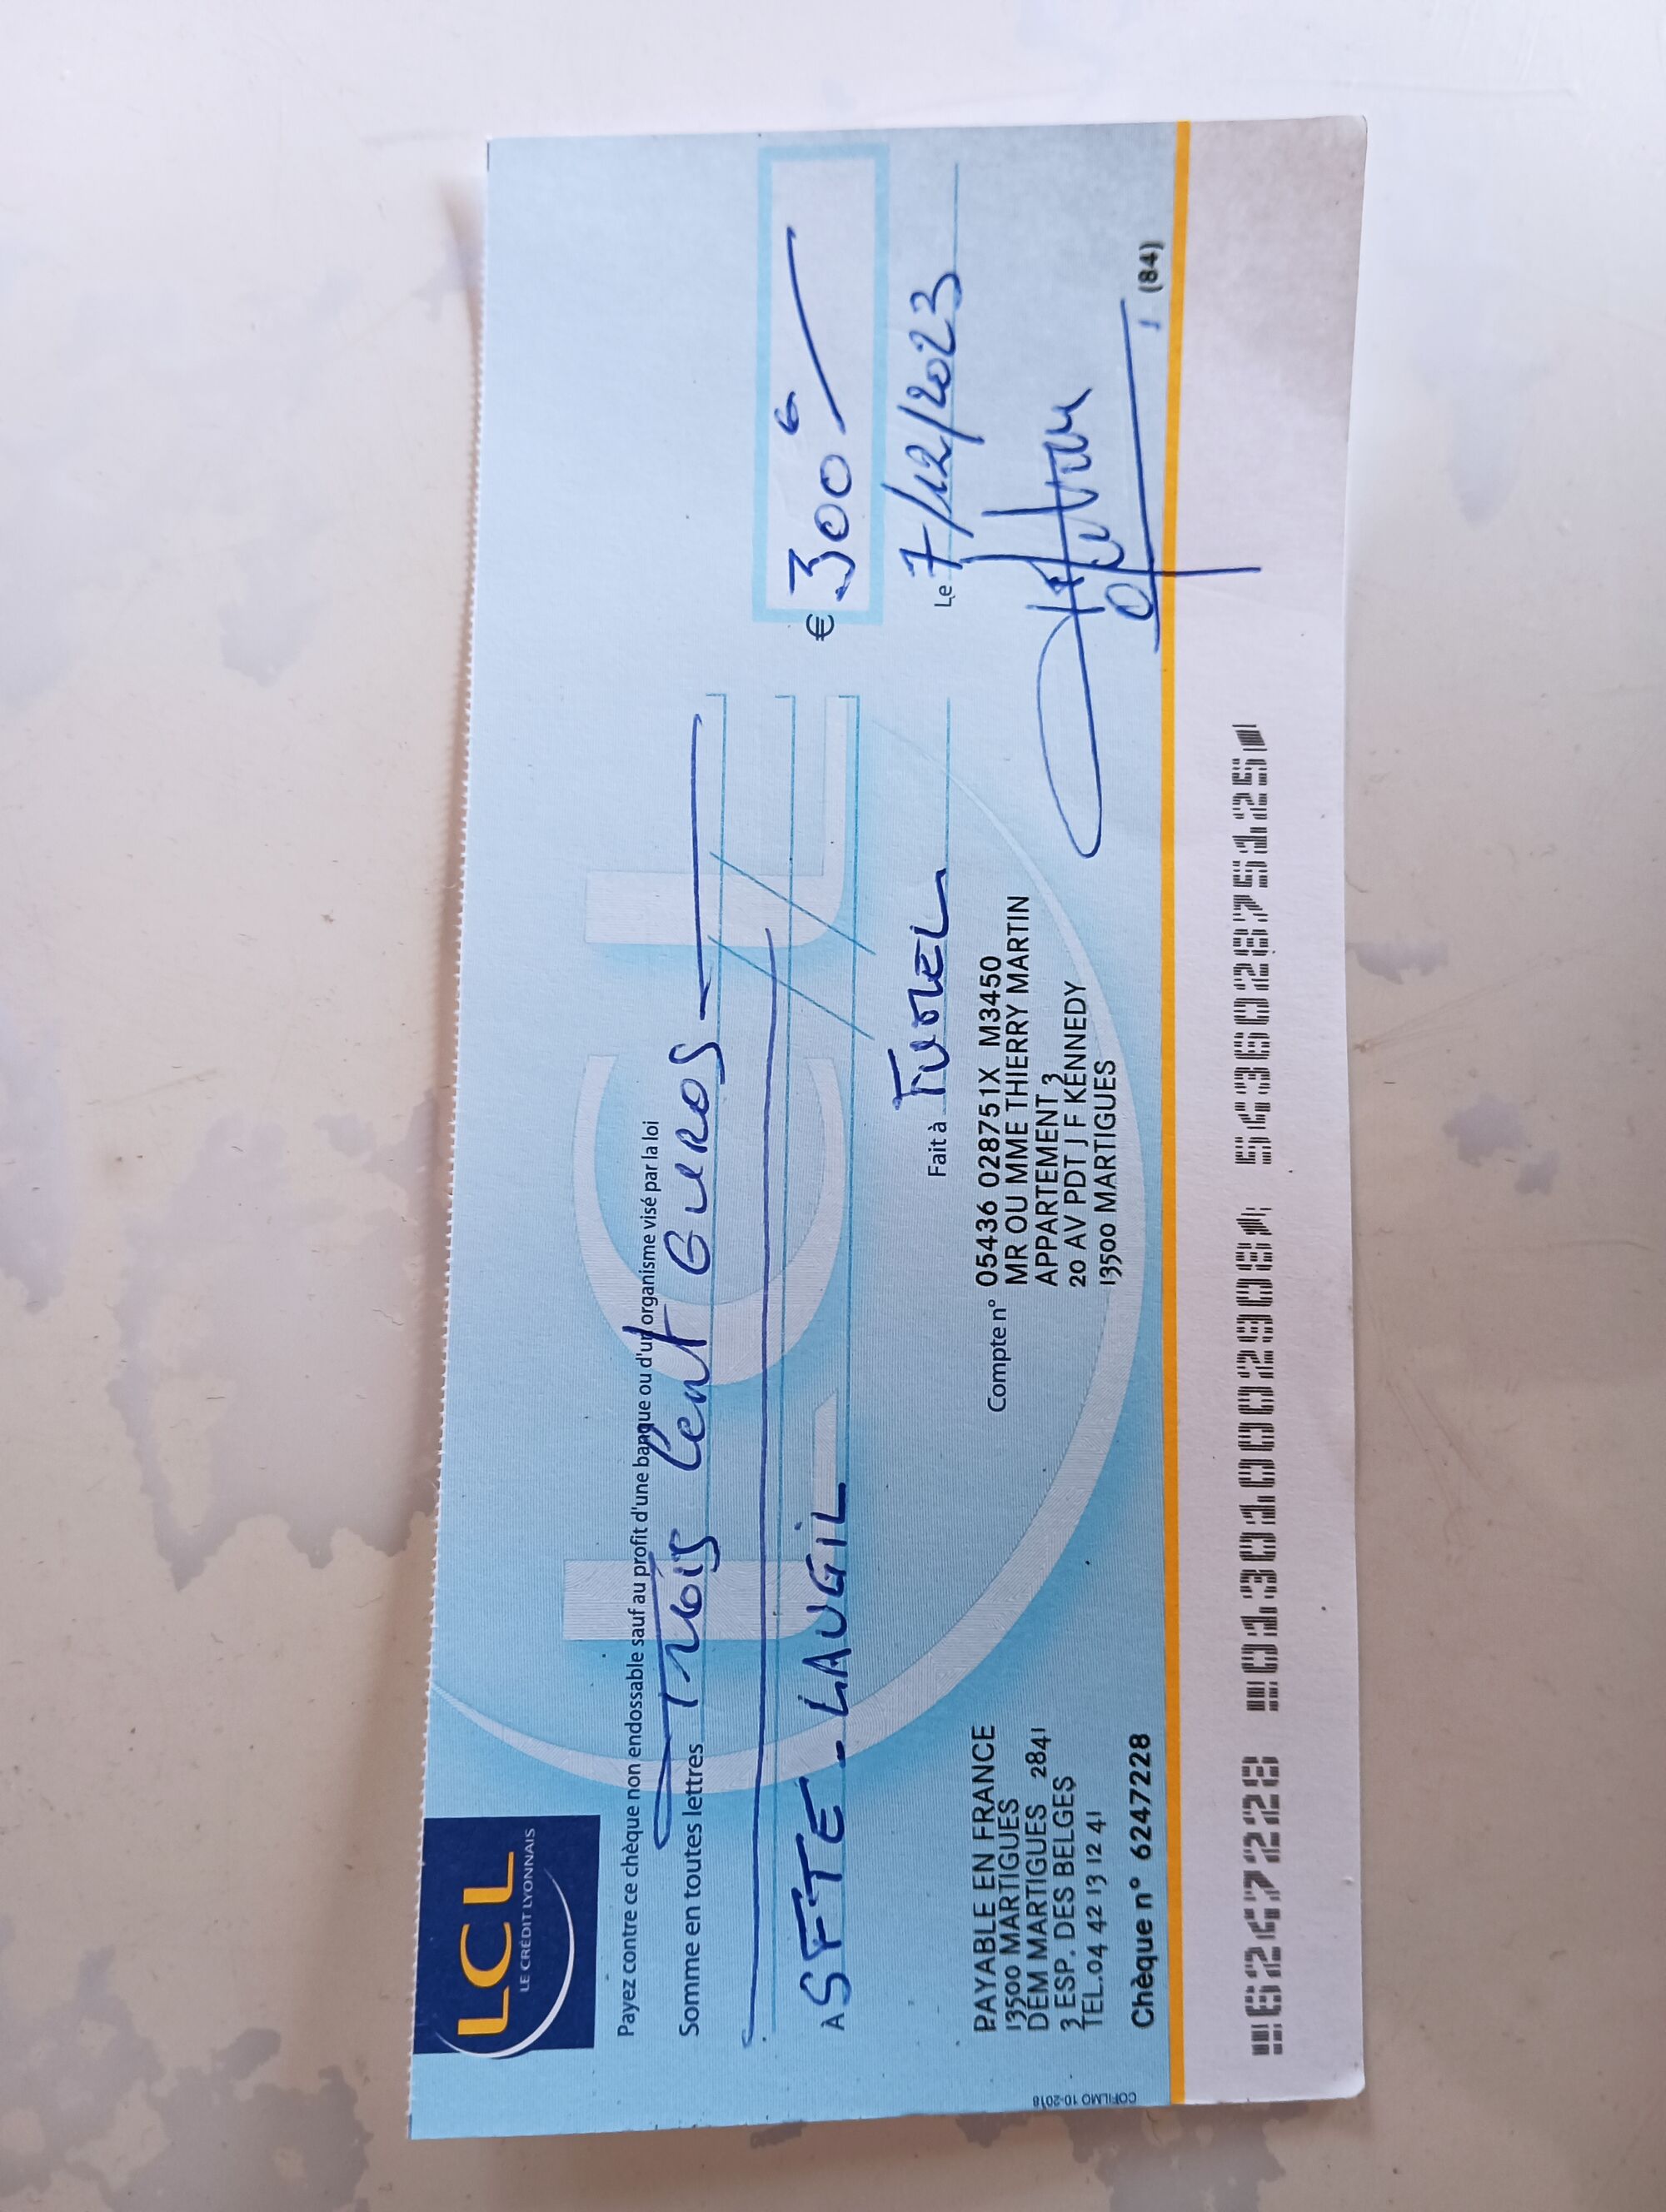 LCL
LE CRÉDIT LYONNAIS
Payez contre ce chèque non endossable sauf au profit d'une banque ou d'un organisme visé par la loi
Somme en toutes lettres Trois Cent Euros
€ 300 €
A SFTE - LAUGIL
Fait à
Le 7/12/2023
PAYABLE EN FRANCE
13500 MARTIGUES
DEM MARTIGUES 2841
3 ESP. DES BELGES
TEL.04 42 13 12 41
Compte n° 05436 028751X M3450
MR OU MME THIERRY MARTIN
APPARTEMENT 3
20 AV PDT J F KENNEDY
13500 MARTIGUES
Chèque n° 6247228
(84)
COFILMO 10-2018
6247228 013010002908 543602875125